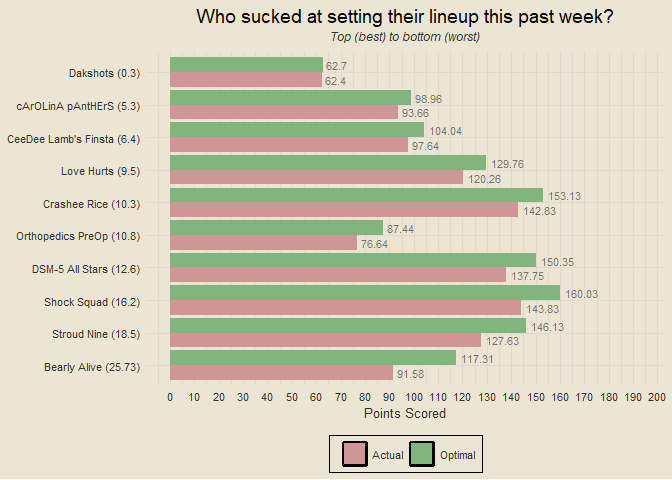 Who sucked at setting their lineup this past week?
Top (best) to bottom (worst)
Dakshots (0.3)
62.7
62.4
cArOLinA pAntHErS (5.3)
98.96
93.66
CeeDee Lamb's Finsta (6.4)
104.04
97.64
Love Hurts (9.5)
129.76
120.26
Crashee Rice (10.3)
153.13
142.83
Orthopedics PreOp (10.8)
87.44
76.64
DSM-5 All Stars (12.6)
150.35
137.75
Shock Squad (16.2)
160.03
143.83
Stroud Nine (18.5)
146.13
127.63
Bearly Alive (25.73)
117.31
91.58
0 10 20 30 40 50 60 70 80 90 100 110 120 130 140 150 160 170 180 190 200
Points Scored
Actual Optimal